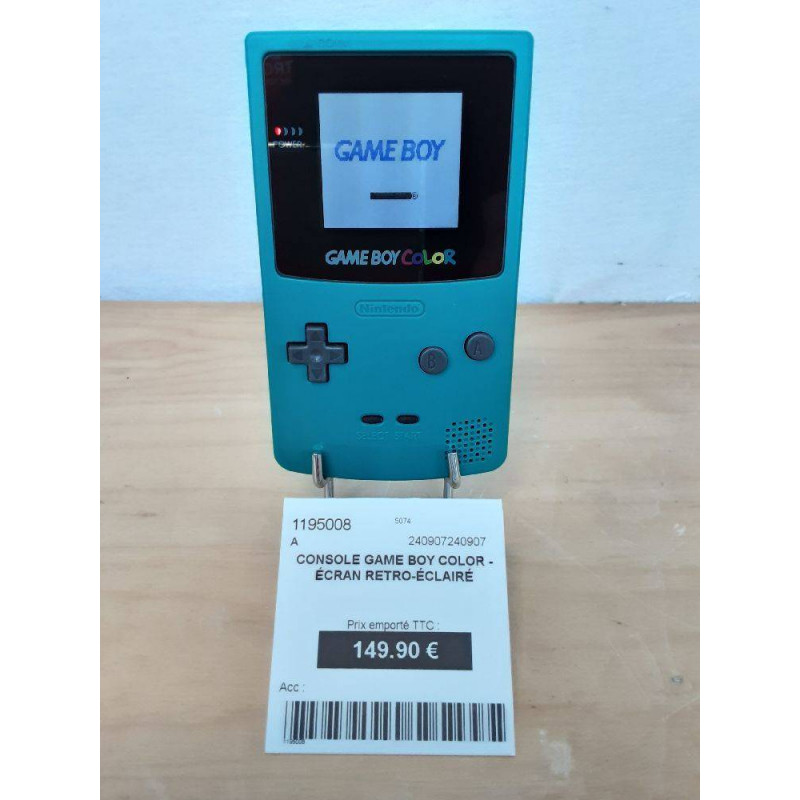 POWER
GAME BOY
GAME BOY COLOR
Nintendo
B
A
SELECT START
1195008
5074
A
240907240907
CONSOLE GAME BOY COLOR -
ÉCRAN RETRO-ÉCLAIRÉ
Prix emporté TTC :
149.90 €
Acc :
1195008